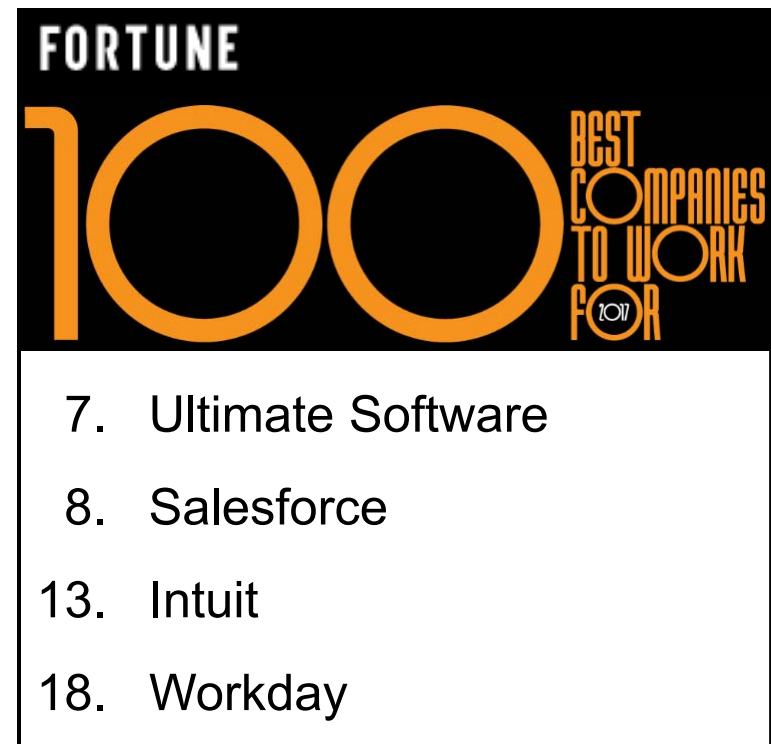 FORTUNE
100
BEST
COMPANIES
TO WORK
FOR
2017
7. Ultimate Software
8. Salesforce
13. Intuit
18. Workday